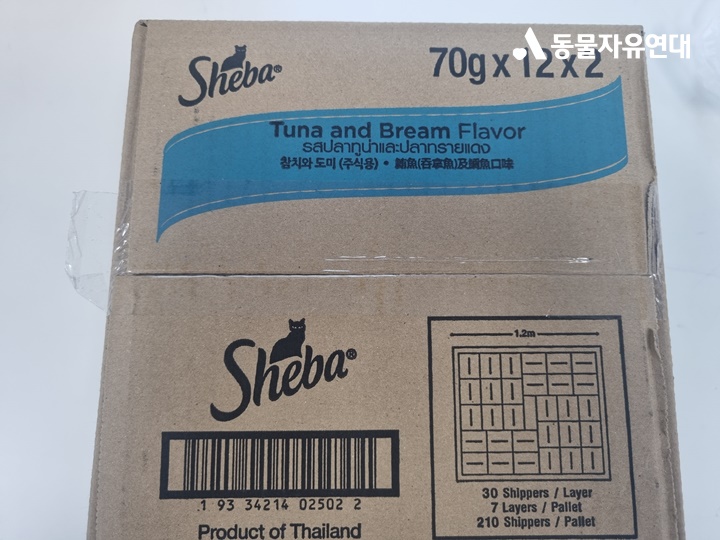 동물자유연대
Sheba®
70g x 12 x 2
Tuna and Bream Flavor
รสปลาทูน่าและปลาทรายแดง
참치와 도미 (주식용) • 鮪魚(吞拿魚)及鯛魚口味
Sheba®
1.2m
1 93 34214 02502 2
30 Shippers / Layer
7 Layers / Pallet
210 Shippers / Pallet
Product of Thailand